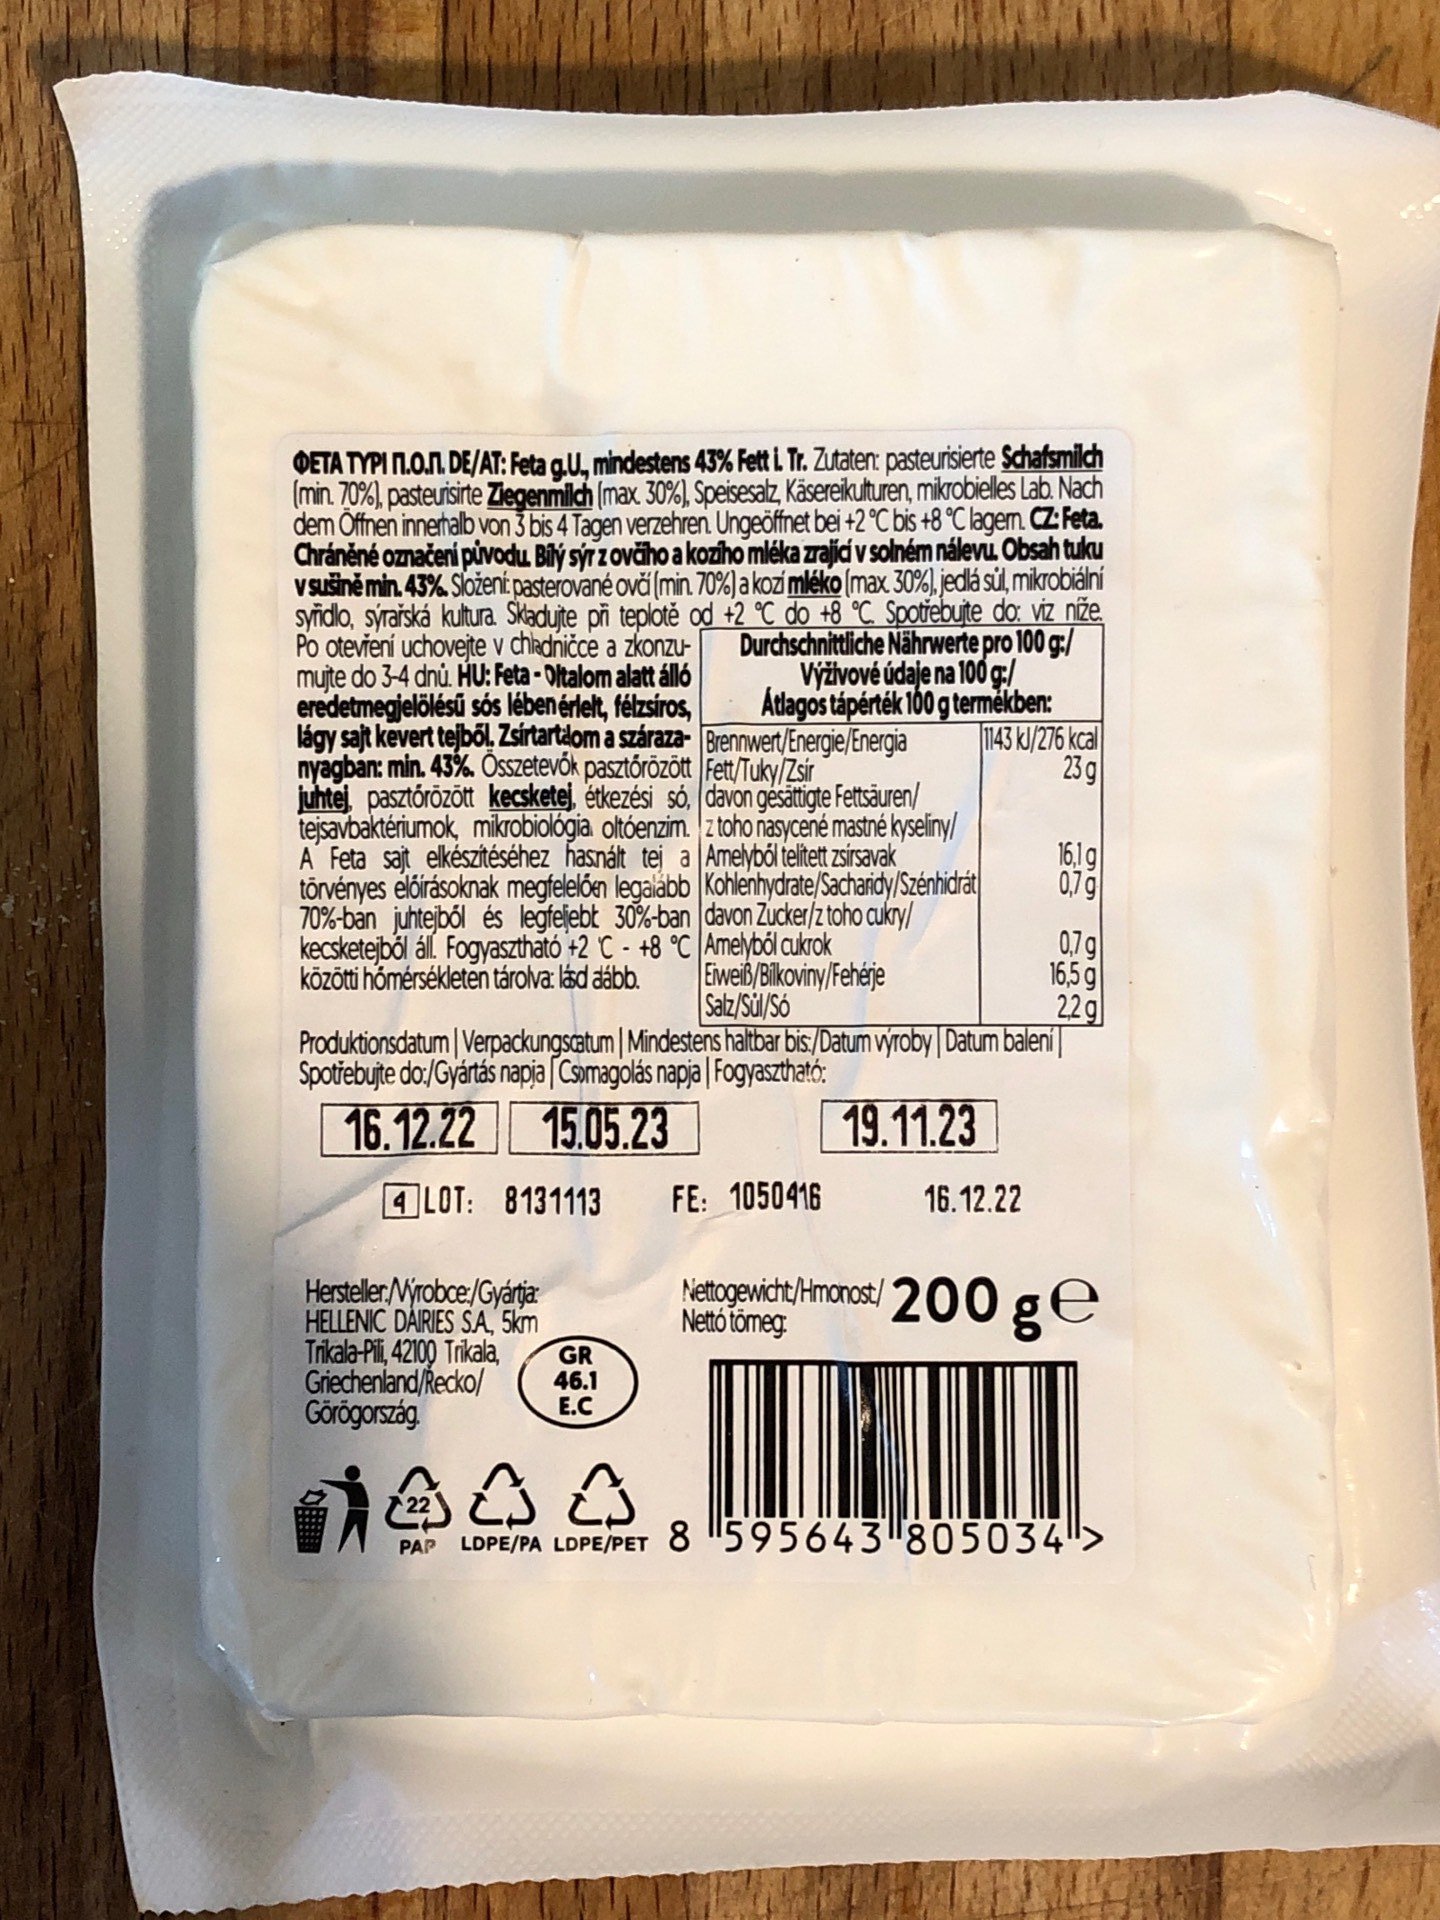 ΦΕΤΑ ΤΥΡΙ Π.Ο.Π. DE/AT: Feta g.U., mindestens 43% Fett i. Tr. Zutaten: pasteurisierte Schafsmilch
(min. 70%), pasteurisirte Ziegenmilch (max. 30%), Speisesalz, Käsereikulturen, mikrobielles Lab. Nach
dem Öffnen innerhalb von 3 bis 4 Tagen verzehren. Ungeöffnet bei +2 °C bis +8 °C lagern. CZ: Feta.
Chráněné označení původu. Bílý sýr z ovčího a kozího mléka zrající v solném nálevu. Obsah tuku
v sušině min. 43%. Složení: pasterované ovčí (min. 70%) a kozí mléko (max. 30%), jedlá sůl, mikrobiální
syřidlo, sýrařská kultura. Skladujte při teplotě od +2 °C do +8 °C. Spotřebujte do: viz níže.
Po otevření uchovejte v chladničce a zkonzu-
mujte do 3-4 dnů. HU: Feta - Oltalom alatt álló
eredetmegjelölésű sós lében érlelt, félzsíros,
lágy sajt kevert tejből. Zsírtartalom a száraza-
nyagban: min. 43%. Összetevők pasztőrözött
juhtej, pasztőrözött kecsketej, étkezési só,
tejsavbaktériumok, mikrobiológia oltóenzim.
A Feta sajt elkészítéséhez használt tej a
törvényes előírásoknak megfelelően legalább
70%-ban juhtejből és legfeljebt 30%-ban
kecsketejből áll. Fogyasztható +2 °C - +8 °C
közötti hőmérsékleten tárolva: lásd alább.
Durchschnittliche Nährwerte pro 100 g:/
Výživové údaje na 100 g:/
Átlagos tápérték 100 g termékben:
Brennwert/Energie/Energia 1143 kJ/276 kcal
Fett/Tuky/Zsír 23 g
davon gesättigte Fettsäuren/
z toho nasycené mastné kyseliny/
Amelyből telített zsírsavak 16,1 g
Kohlenhydrate/Sacharidy/Szénhidrát 0,7 g
davon Zucker/z toho cukry/
Amelyből cukrok 0,7 g
Eiweiß/Bílkoviny/Fehérje 16,5 g
Salz/Sůl/Só 2,2 g
Produktionsdatum | Verpackungsdatum | Mindestens haltbar bis:/Datum výroby | Datum balení |
Spotřebujte do:/Gyártás napja | Csomagolás napja | Fogyasztható:
16.12.22 15.05.23 19.11.23
4 LOT: 8131113 FE: 1050416 16.12.22
Hersteller:/Výrobce:/Gyártja:
HELLENIC DAIRIES S.A., 5km
Trikala-Pili, 42100 Trikala,
Griechenland/Řecko/
Görögország.
GR
46.1
E.C
Nettogewicht:/Hmotnost:/
Nettó tömeg:
200 g e
22
PAP LDPE/PA LDPE/PET
8 595643 805034 >